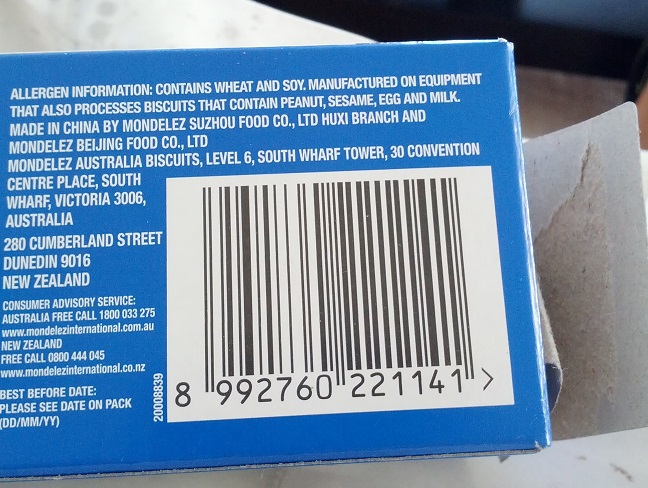 ALLERGEN INFORMATION: CONTAINS WHEAT AND SOY. MANUFACTURED ON EQUIPMENT
THAT ALSO PROCESSES BISCUITS THAT CONTAIN PEANUT, SESAME, EGG AND MILK.
MADE IN CHINA BY MONDELEZ SUZHOU FOOD CO., LTD HUXI BRANCH AND
MONDELEZ BEIJING FOOD CO., LTD
MONDELEZ AUSTRALIA BISCUITS, LEVEL 6, SOUTH WHARF TOWER, 30 CONVENTION
CENTRE PLACE, SOUTH
WHARF, VICTORIA 3006,
AUSTRALIA
280 CUMBERLAND STREET
DUNEDIN 9016
NEW ZEALAND
CONSUMER ADVISORY SERVICE:
AUSTRALIA FREE CALL 1800 033 275
www.mondelezinternational.com.au
NEW ZEALAND
FREE CALL 0800 444 045
www.mondelezinternational.co.nz
BEST BEFORE DATE:
PLEASE SEE DATE ON PACK
(DD/MM/YY)
20008839
8 992760 221141 >